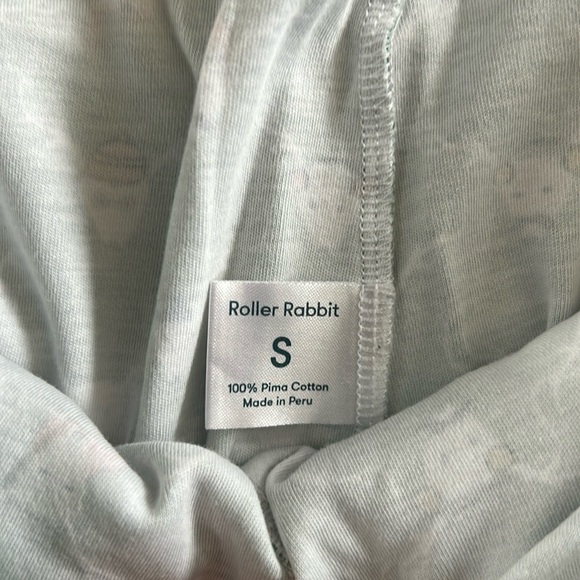 Roller Rabbit
S
100% Pima Cotton
Made in Peru